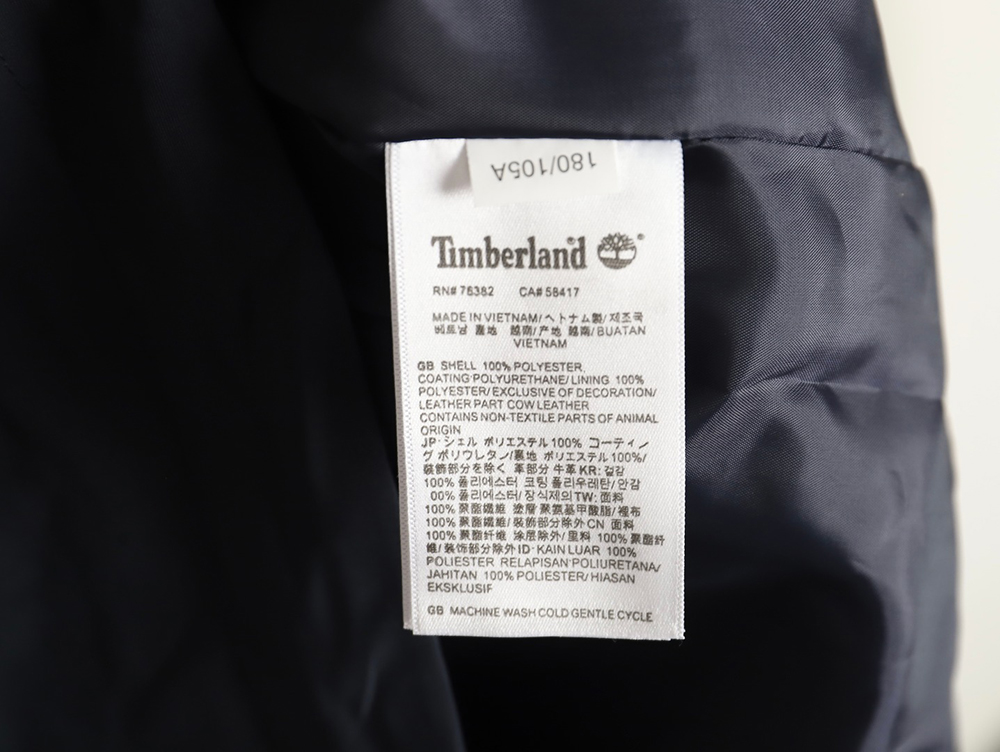 180/105A
Timberland
RN# 76382 CA# 58417
MADE IN VIETNAM/ベトナム製/제조국
베트남 產地 越南/产地 越南/BUATAN
VIETNAM
GB SHELL 100% POLYESTER,
COATING·POLYURETHANE/ LINING 100%
POLYESTER/ EXCLUSIVE OF DECORATION/
LEATHER PART COW LEATHER
CONTAINS NON-TEXTILE PARTS OF ANIMAL
ORIGIN
JP·シェル ポリエステル100% コーティン
グ ポリウレタン/裏地 ポリエステル100%/
装飾部分を除く 革部分 牛革 KR: 겉감
100% 폴리에스터 코팅 폴리우레탄/ 안감
00% 폴리에스터/ 장식제외TW: 面料
100% 聚酯纖維 塗層 聚氨基甲酸脂/ 裡布
100% 聚酯纖維/ 裝飾部分除外 CN 面料
100% 聚酯纤维 涂层除外/ 里料 100% 聚酯纤
维/ 装饰部分除外 ID· KAIN LUAR 100%
POLIESTER RELAPISAN·POLIURETANA/
JAHITAN 100% POLIESTER/ HIASAN
EKSKLUSIF
GB MACHINE WASH COLD GENTLE CYCLE